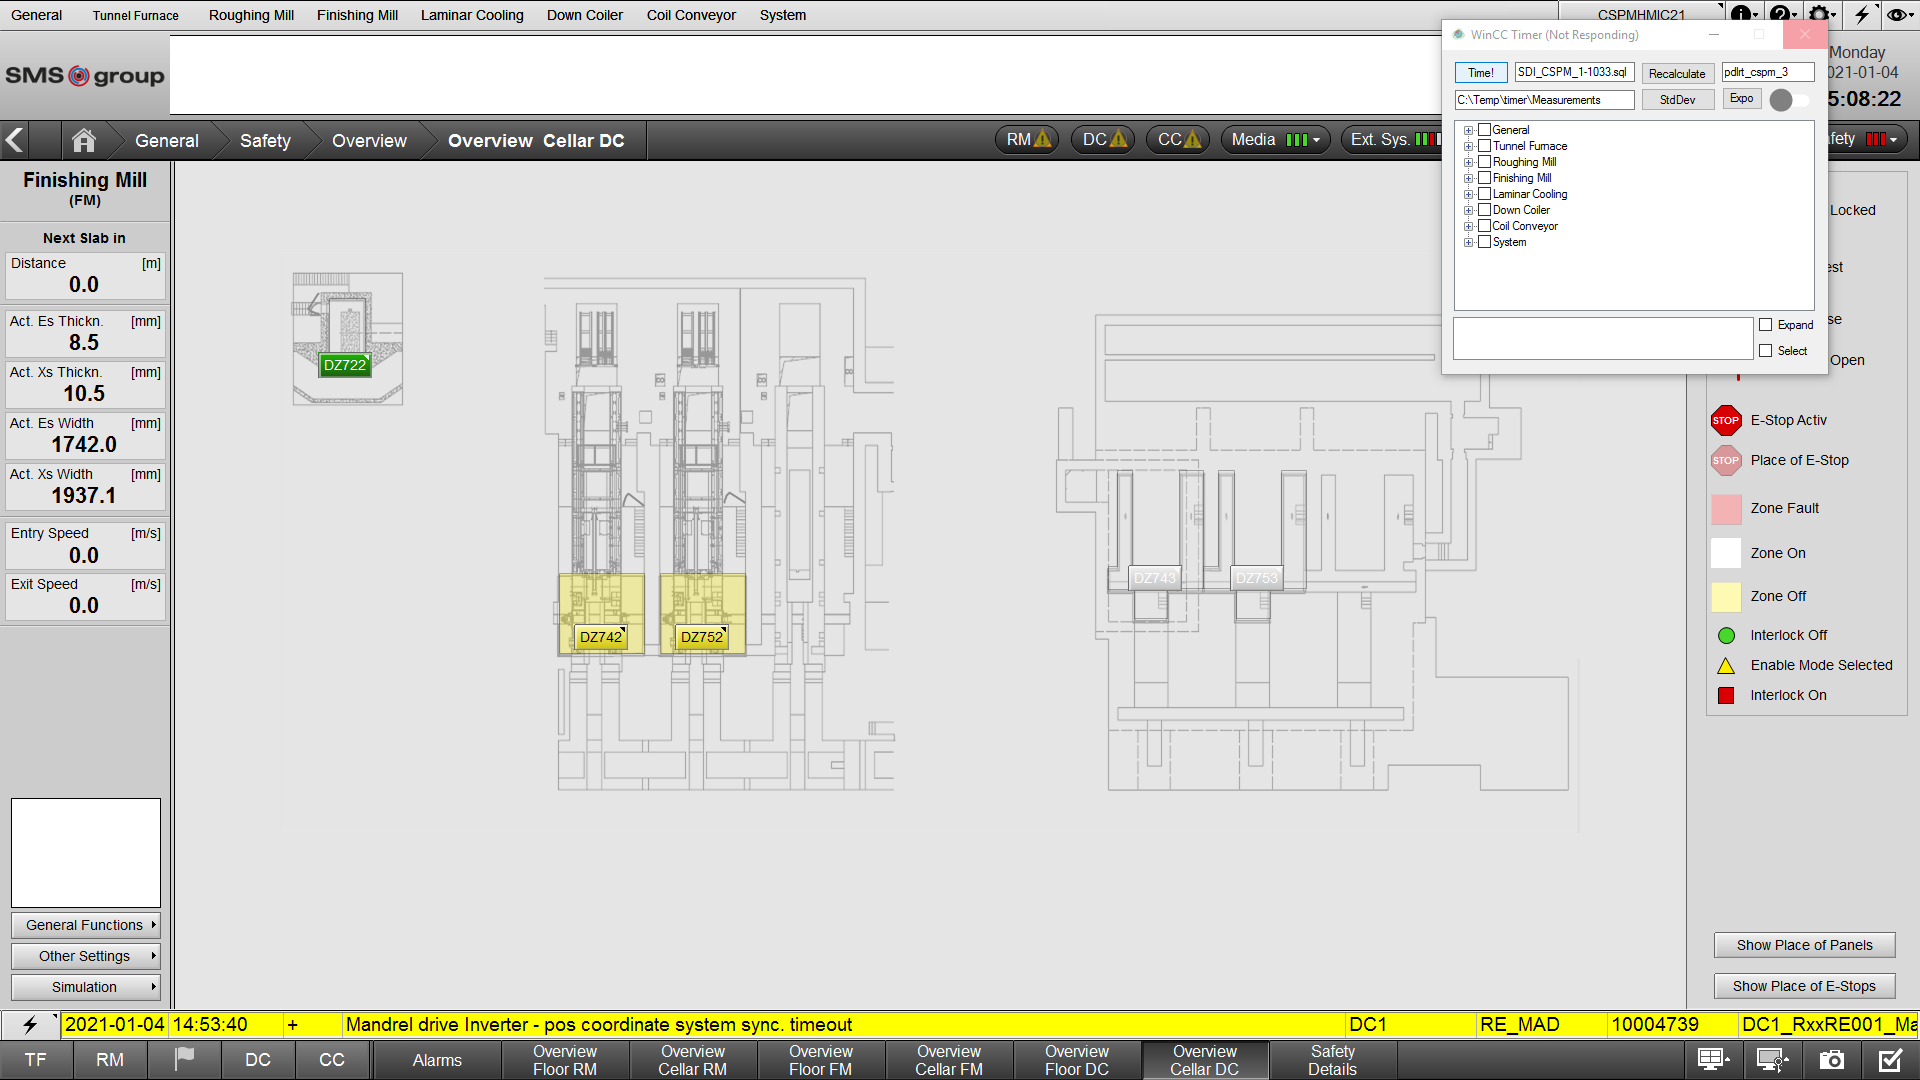 General
Tunnel Furnace
Roughing Mill
Finishing Mill
Laminar Cooling
Down Coiler
Coil Conveyor
System
CSPMHMIC21
SMS group
WinCC Timer (Not Responding)
Time!
SDI_CSPM_1-1033.sql
Recalculate
pdlrt_cspm_3
C:\Temp\timer\Measurements
StdDev
Expo
General
Tunnel Furnace
Roughing Mill
Finishing Mill
Laminar Cooling
Down Coiler
Coil Conveyor
System
Expand
Select
Monday
021-01-04
5:08:22
General
Safety
Overview
Overview Cellar DC
RM
DC
CC
Media
Ext. Sys.
fety
Finishing Mill
(FM)
Next Slab in
Distance [m]
0.0
Act. Es Thickn. [mm]
8.5
Act. Xs Thickn. [mm]
10.5
Act. Es Width [mm]
1742.0
Act. Xs Width [mm]
1937.1
Entry Speed [m/s]
0.0
Exit Speed [m/s]
0.0
General Functions
Other Settings
Simulation
DZ722
DZ742
DZ752
DZ743
DZ753
Locked
est
se
Open
STOP E-Stop Activ
STOP Place of E-Stop
Zone Fault
Zone On
Zone Off
Interlock Off
Enable Mode Selected
Interlock On
Show Place of Panels
Show Place of E-Stops
2021-01-04 14:53:40 + Mandrel drive Inverter - pos coordinate system sync. timeout DC1 RE_MAD 10004739 DC1_RxxRE001_Ma
TF
RM
DC
CC
Alarms
Overview
Floor RM
Overview
Cellar RM
Overview
Floor FM
Overview
Cellar FM
Overview
Floor DC
Overview
Cellar DC
Safety
Details